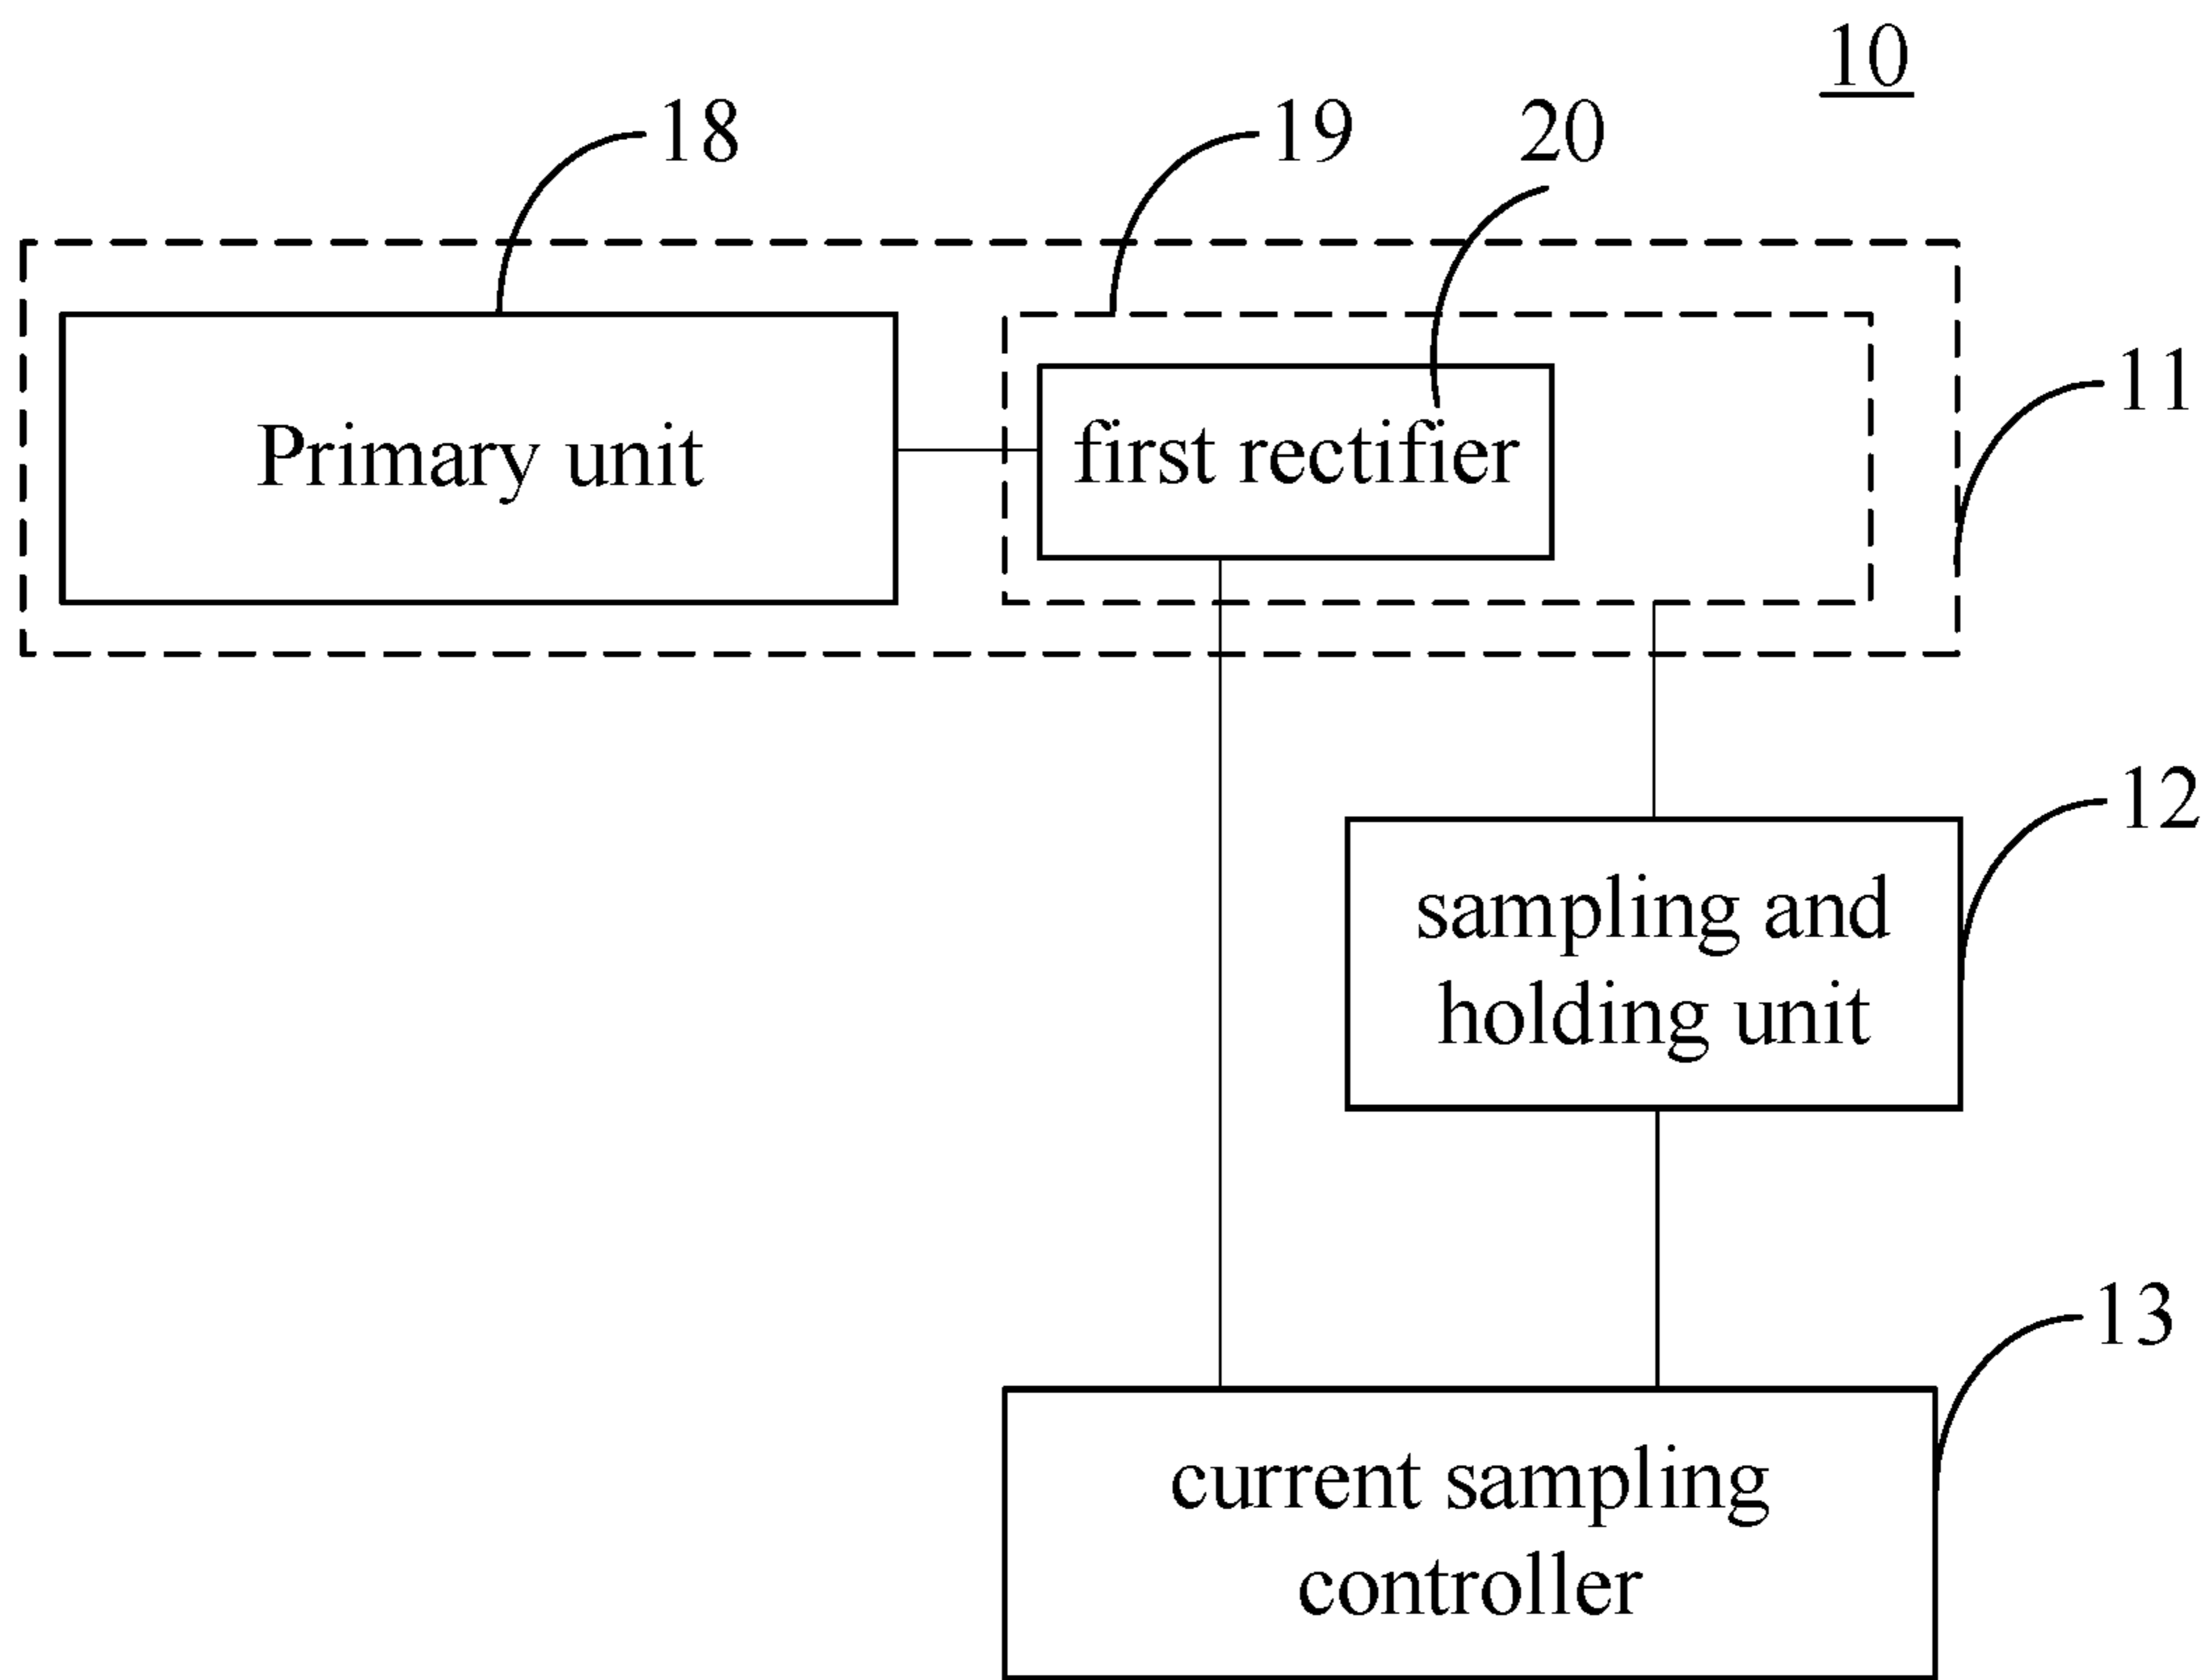 10
18
19
20
Primary unit
first rectifier
11
12
sampling and
holding unit
13
current sampling
controller